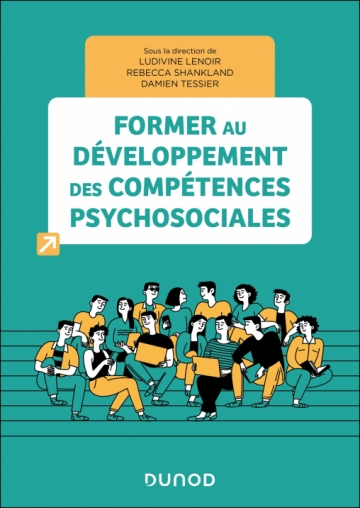 Sous la direction de
LUDIVINE LENOIR
REBECCA SHANKLAND
DAMIEN TESSIER
FORMER AU
DÉVELOPPEMENT
DES COMPÉTENCES
PSYCHOSOCIALES
DUNOD